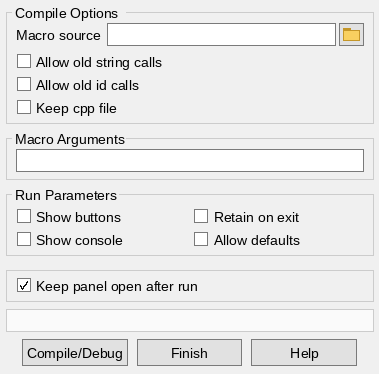 Compile Options
Macro source
Allow old string calls
Allow old id calls
Keep cpp file
Macro Arguments
Run Parameters
Show buttons Retain on exit
Show console Allow defaults
Keep panel open after run
Compile/Debug Finish Help